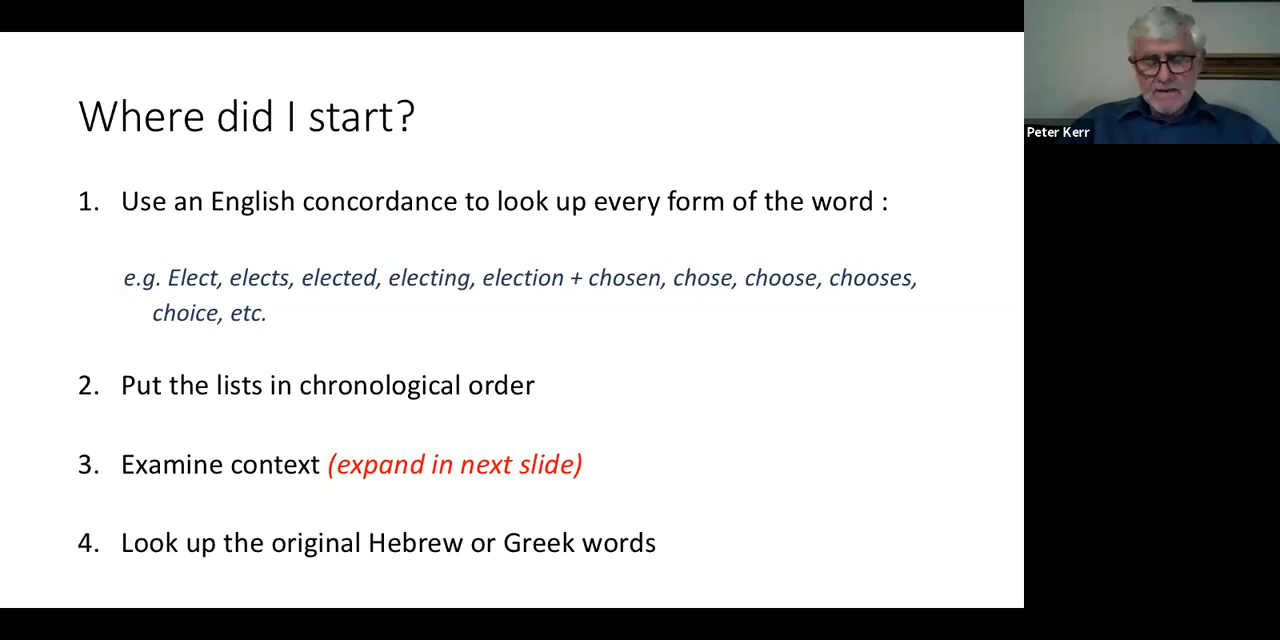 Where did I start?
1. Use an English concordance to look up every form of the word :
e.g. Elect, elects, elected, electing, election + chosen, chose, choose, chooses,
choice, etc.
2. Put the lists in chronological order
3. Examine context (expand in next slide)
4. Look up the original Hebrew or Greek words
Peter Kerr